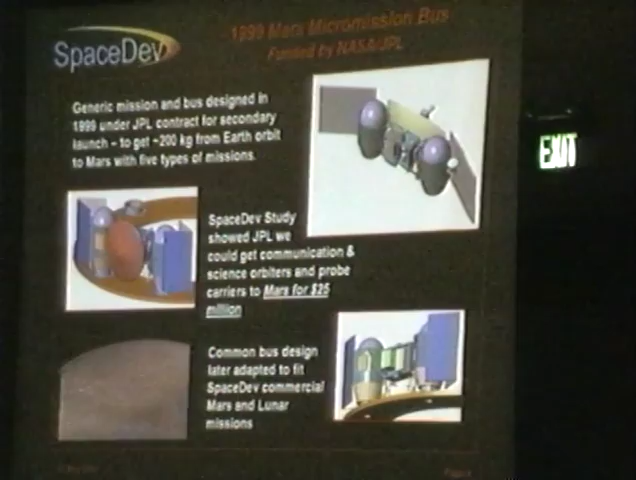 SpaceDev
1999 Mars Micromission Bus
Funded by NASA/JPL
Generic mission and bus designed in
1999 under JPL contract for secondary
launch - to get ~200 kg from Earth orbit
to Mars with five types of missions.
SpaceDev Study
showed JPL we
could get communication &
science orbiters and probe
carriers to Mars for $25
million
Common bus design
later adapted to fit
SpaceDev commercial
Mars and Lunar
missions
EXIT